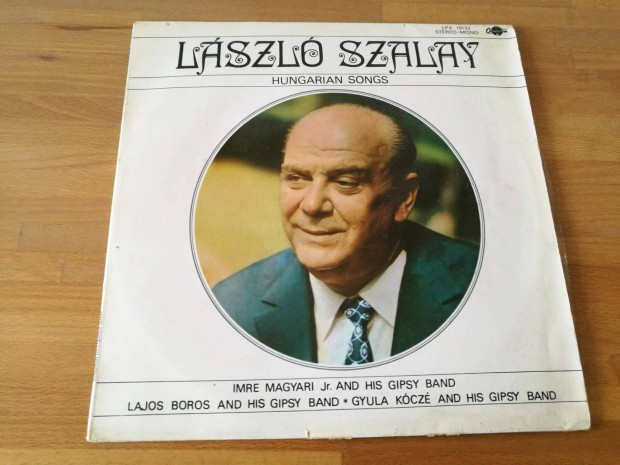 LÁSZLÓ SZALAY
STEREO-MONO
HUNGARIAN SONGS
IMRE MAGYARI Jr. AND HIS GIPSY BAND
LAJOS BOROS AND HIS GIPSY BAND * GYULA KÓCZÉ AND HIS GIPSY BAND